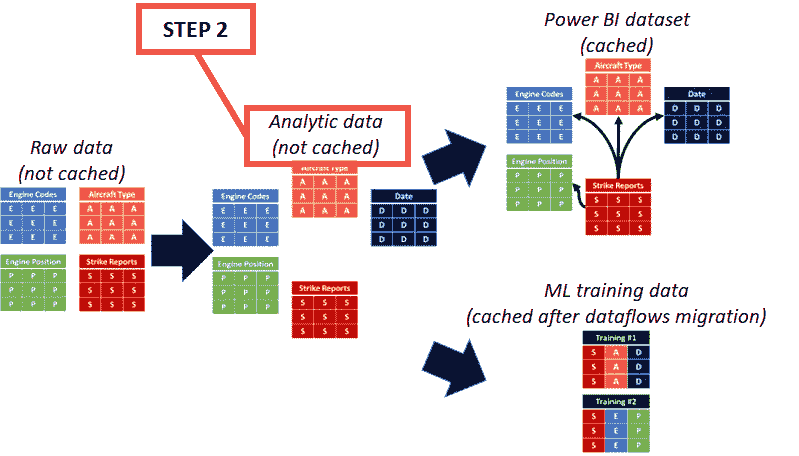 STEP 2
Raw data
(not cached)
Engine Codes
E E E
E E E
E E E
Aircraft Type
A A A
A A A
A A A
Engine Position
P P P
P P P
P P P
Strike Reports
S S S
S S S
S S S
Analytic data
(not cached)
Engine Codes
E E E
E E E
E E E
Aircraft Type
A A A
A A A
A A A
Date
D D D
D D D
D D D
Engine Position
P P P
P P P
P P P
Strike Reports
S S S
S S S
S S S
Power BI dataset
(cached)
Aircraft Type
A A A
A A A
A A A
Engine Codes
E E E
E E E
E E E
Date
D D D
D D D
D D D
Engine Position
P P P
P P P
P P P
Strike Reports
S S S
S S S
S S S
ML training data
(cached after dataflows migration)
Training #1
S A D
S A D
S A D
Training #2
S E P
S E P
S E P